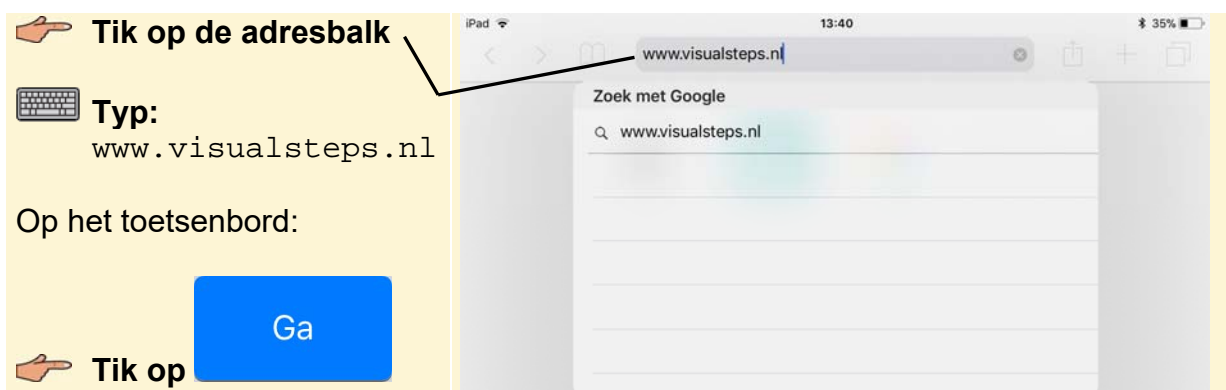 Tik op de adresbalk
Typ:
www.visualsteps.nl
Op het toetsenbord:
Ga
Tik op
iPad
13:40
35%
www.visualsteps.nl
Zoek met Google
www.visualsteps.nl